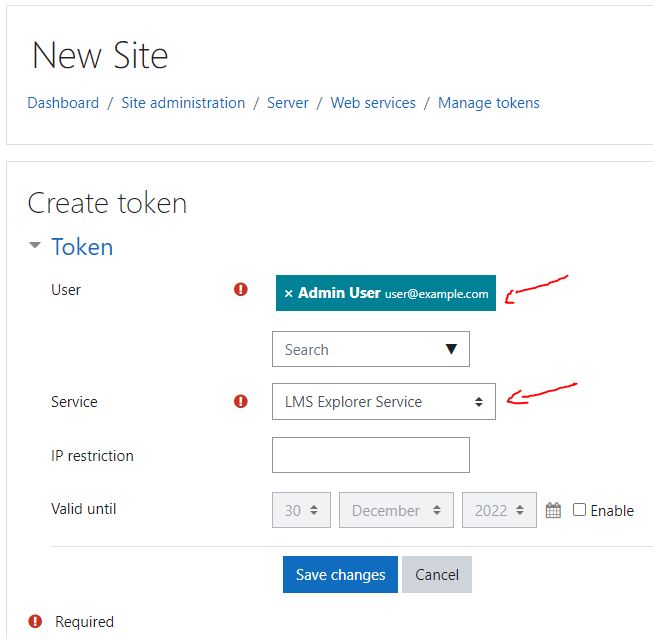 New Site
Dashboard / Site administration / Server / Web services / Manage tokens
Create token
Token
User
× Admin User user@example.com
Search
Service
LMS Explorer Service
IP restriction
Valid until
30 December 2022 Enable
Save changes Cancel
Required